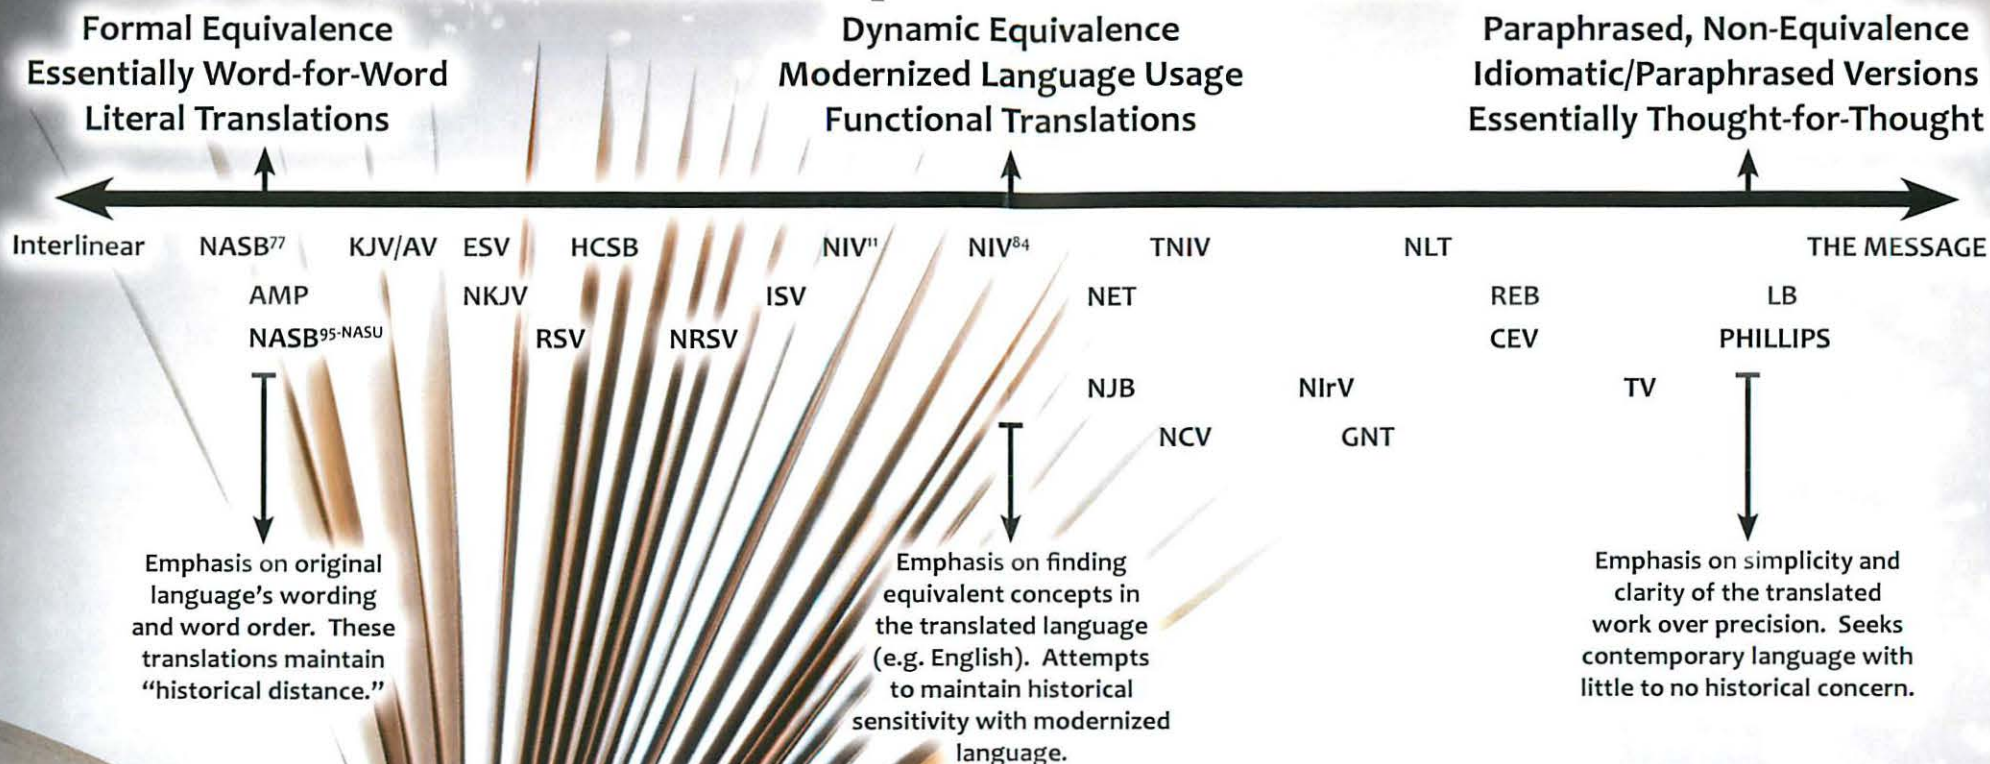 Formal Equivalence
Essentially Word-for-Word
Literal Translations
Dynamic Equivalence
Modernized Language Usage
Functional Translations
Paraphrased, Non-Equivalence
Idiomatic/Paraphrased Versions
Essentially Thought-for-Thought
Interlinear NASB77 KJV/AV ESV HCSB NIV11 NIV84 TNIV NLT THE MESSAGE
AMP NKJV ISV NET REB LB
NASB95-NASU RSV NRSV CEV PHILLIPS
NJB NIrV TV
NCV GNT
Emphasis on original
language's wording
and word order. These
translations maintain
“historical distance.”
Emphasis on finding
equivalent concepts in
the translated language
(e.g. English). Attempts
to maintain historical
sensitivity with modernized
language.
Emphasis on simplicity and
clarity of the translated
work over precision. Seeks
contemporary language with
little to no historical concern.